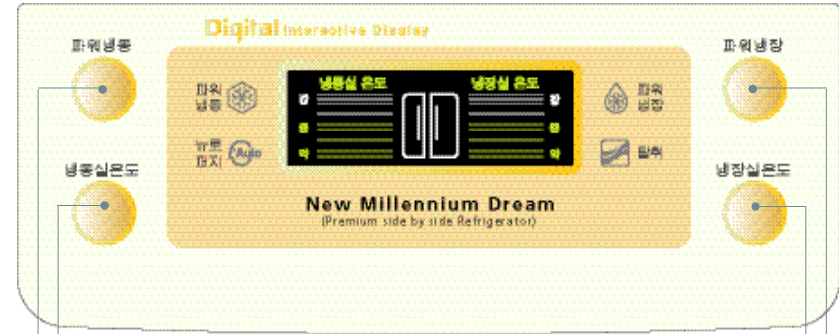 Digital Interactive Display
파워냉동
파워냉장
냉동실 온도
냉장실 온도
강
강
중
중
약
약
파워
냉동
파워
냉장
뉴로
퍼지
Auto
탈취
냉동실온도
냉장실온도
New Millennium Dream
(Premium side by side Refrigerator)